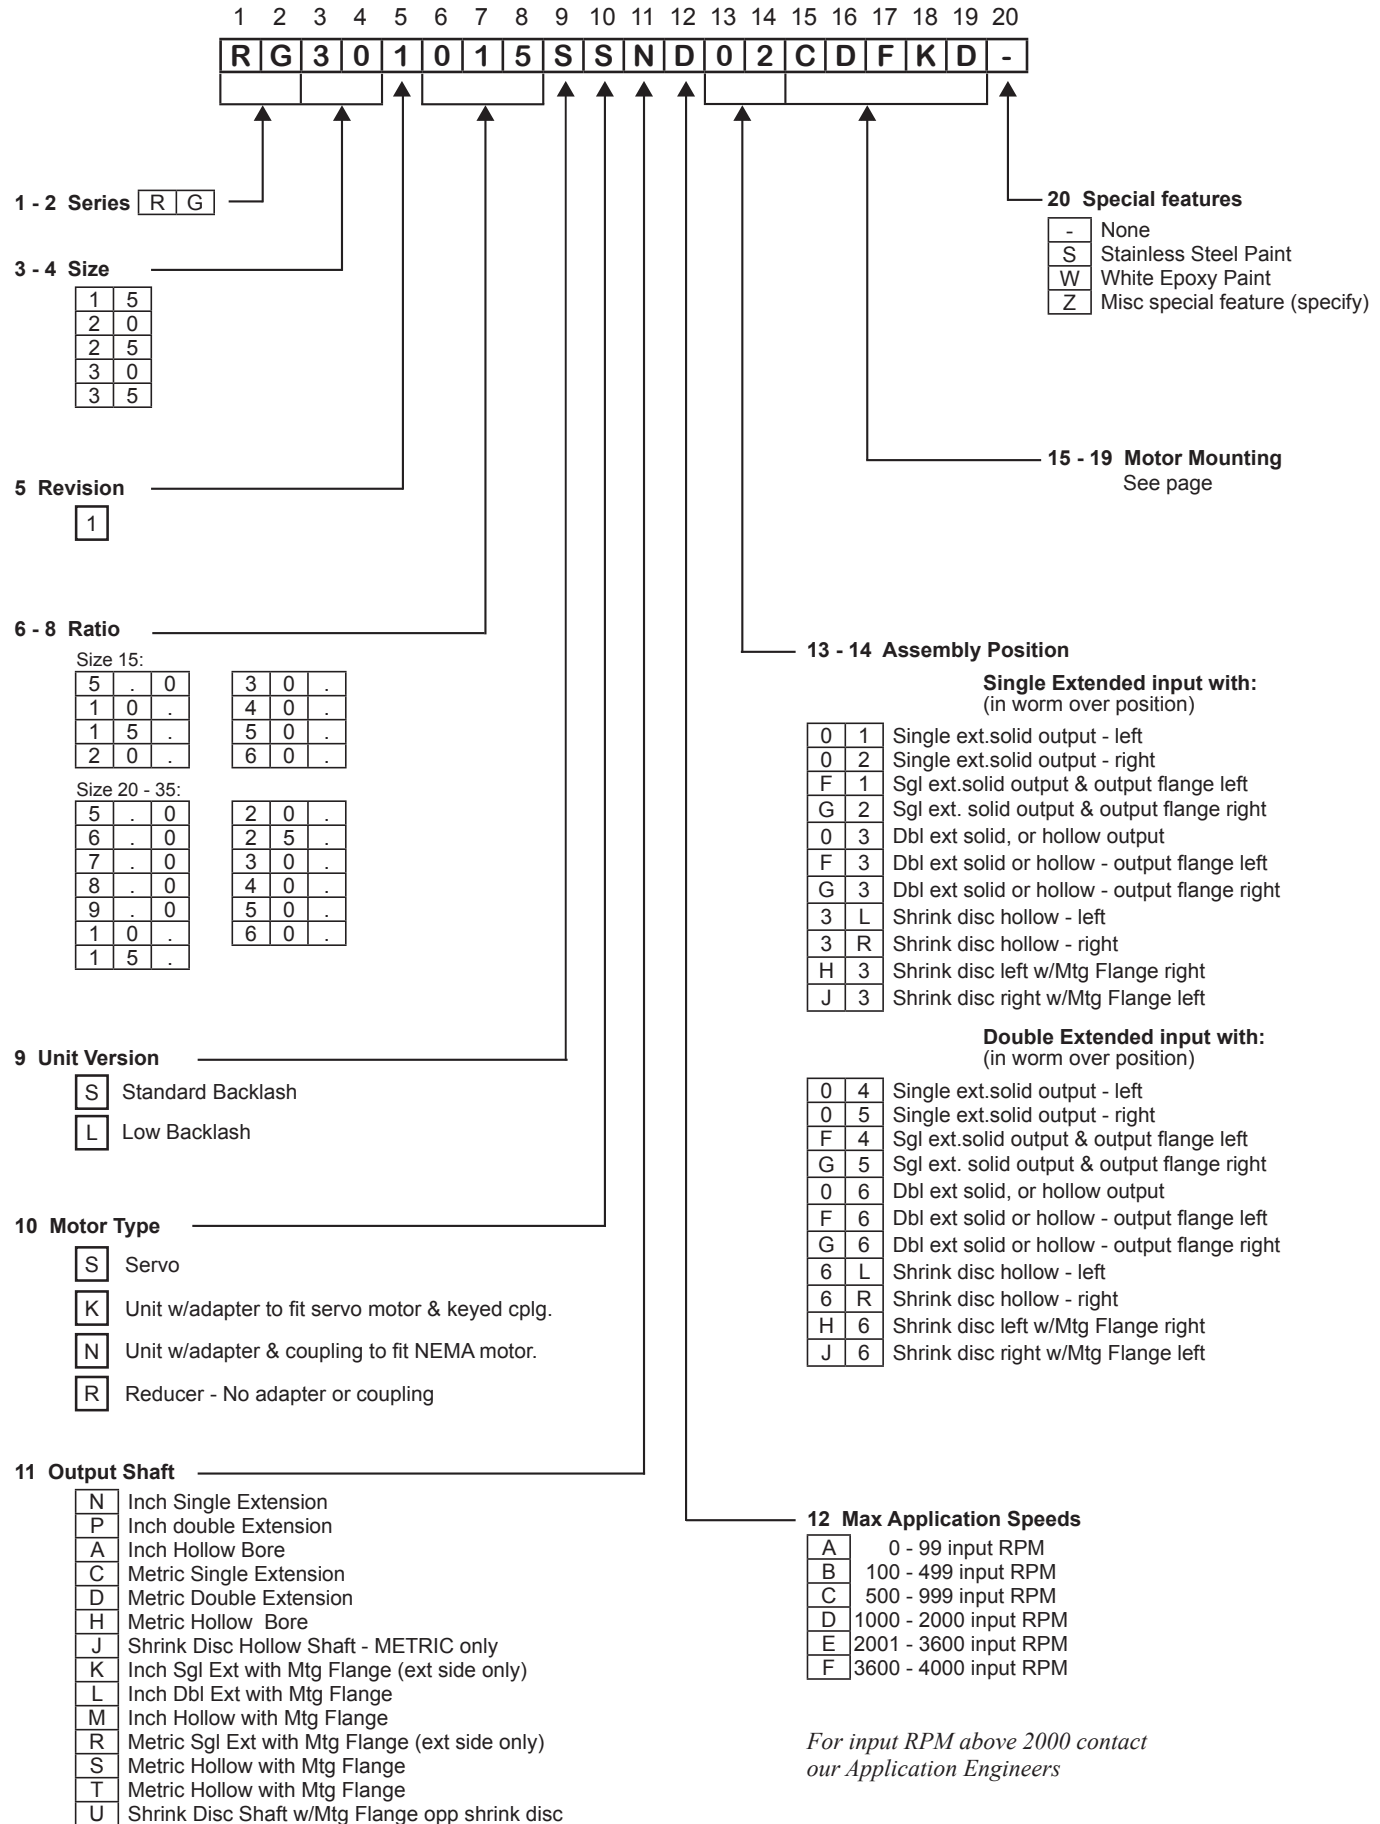 1 2 3 4 5 6 7 8 9 10 11 12 13 14 15 16 17 18 19 20
R G 3 0 1 0 1 5 S S N D 0 2 C D F K D -
1 - 2 Series R G
3 - 4 Size
1 5
2 0
2 5
3 0
3 5
5 Revision
1
6 - 8 Ratio
Size 15:
5 . 0
1 0 .
1 5 .
2 0 .
3 0 .
4 0 .
5 0 .
6 0 .
Size 20 - 35:
5 . 0
6 . 0
7 . 0
8 . 0
9 . 0
1 0 .
1 5 .
2 0 .
2 5 .
3 0 .
4 0 .
5 0 .
6 0 .
9 Unit Version
S Standard Backlash
L Low Backlash
10 Motor Type
S Servo
K Unit w/adapter to fit servo motor & keyed cplg.
N Unit w/adapter & coupling to fit NEMA motor.
R Reducer - No adapter or coupling
11 Output Shaft
N Inch Single Extension
P Inch double Extension
A Inch Hollow Bore
C Metric Single Extension
D Metric Double Extension
H Metric Hollow Bore
J Shrink Disc Hollow Shaft - METRIC only
K Inch Sgl Ext with Mtg Flange (ext side only)
L Inch Dbl Ext with Mtg Flange
M Inch Hollow with Mtg Flange
R Metric Sgl Ext with Mtg Flange (ext side only)
S Metric Hollow with Mtg Flange
T Metric Hollow with Mtg Flange
U Shrink Disc Shaft w/Mtg Flange opp shrink disc
20 Special features
- None
S Stainless Steel Paint
W White Epoxy Paint
Z Misc special feature (specify)
15 - 19 Motor Mounting
See page
13 - 14 Assembly Position
Single Extended input with:
(in worm over position)
0 1 Single ext.solid output - left
0 2 Single ext.solid output - right
F 1 Sgl ext.solid output & output flange left
G 2 Sgl ext. solid output & output flange right
0 3 Dbl ext solid, or hollow output
F 3 Dbl ext solid or hollow - output flange left
G 3 Dbl ext solid or hollow - output flange right
3 L Shrink disc hollow - left
3 R Shrink disc hollow - right
H 3 Shrink disc left w/Mtg Flange right
J 3 Shrink disc right w/Mtg Flange left
Double Extended input with:
(in worm over position)
0 4 Single ext.solid output - left
0 5 Single ext.solid output - right
F 4 Sgl ext.solid output & output flange left
G 5 Sgl ext. solid output & output flange right
0 6 Dbl ext solid, or hollow output
F 6 Dbl ext solid or hollow - output flange left
G 6 Dbl ext solid or hollow - output flange right
6 L Shrink disc hollow - left
6 R Shrink disc hollow - right
H 6 Shrink disc left w/Mtg Flange right
J 6 Shrink disc right w/Mtg Flange left
12 Max Application Speeds
A 0 - 99 input RPM
B 100 - 499 input RPM
C 500 - 999 input RPM
D 1000 - 2000 input RPM
E 2001 - 3600 input RPM
F 3600 - 4000 input RPM
For input RPM above 2000 contact
our Application Engineers